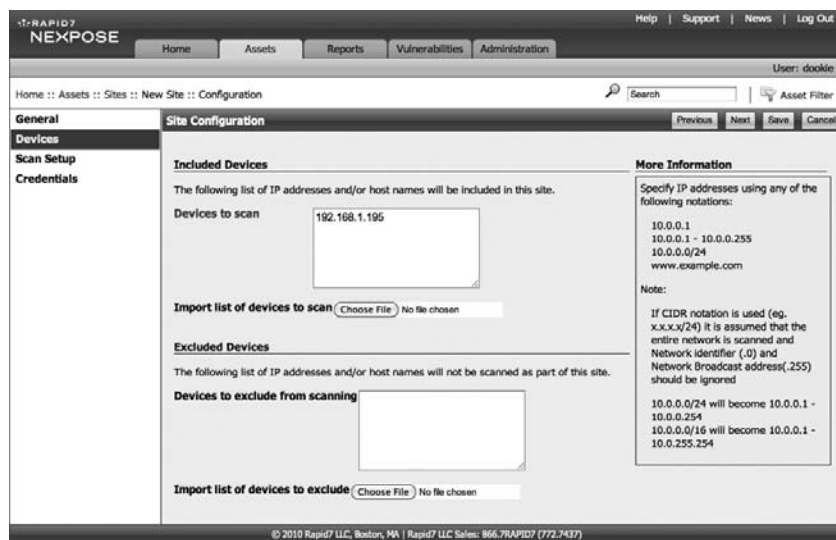 RAPID7
NEXPOSE
Help | Support | News | Log Out
Home Assets Reports Vulnerabilities Administration
User: dookie
Home :: Assets :: Sites :: New Site :: Configuration
Search
Asset Filter
General
Devices
Scan Setup
Credentials
Site Configuration
Previous Next Save Cancel
Included Devices
The following list of IP addresses and/or host names will be included in this site.
Devices to scan
192.168.1.195
Import list of devices to scan Choose File No file chosen
Excluded Devices
The following list of IP addresses and/or host names will not be scanned as part of this site.
Devices to exclude from scanning
Import list of devices to exclude Choose File No file chosen
More Information
Specify IP addresses using any of the
following notations:
10.0.0.1
10.0.0.1 - 10.0.0.255
10.0.0.0/24
www.example.com
Note:
If CIDR notation is used (eg.
x.x.x.x/24) it is assumed that the
entire network is scanned and
Network identifier (.0) and
Network Broadcast address(.255)
should be ignored
10.0.0.0/24 will become 10.0.0.1 -
10.0.0.254
10.0.0.0/16 will become 10.0.0.1 -
10.0.255.254
© 2010 Rapid7 LLC, Boston, MA | Rapid7 LLC Sales: 866.7RAPID7 (772.7437)